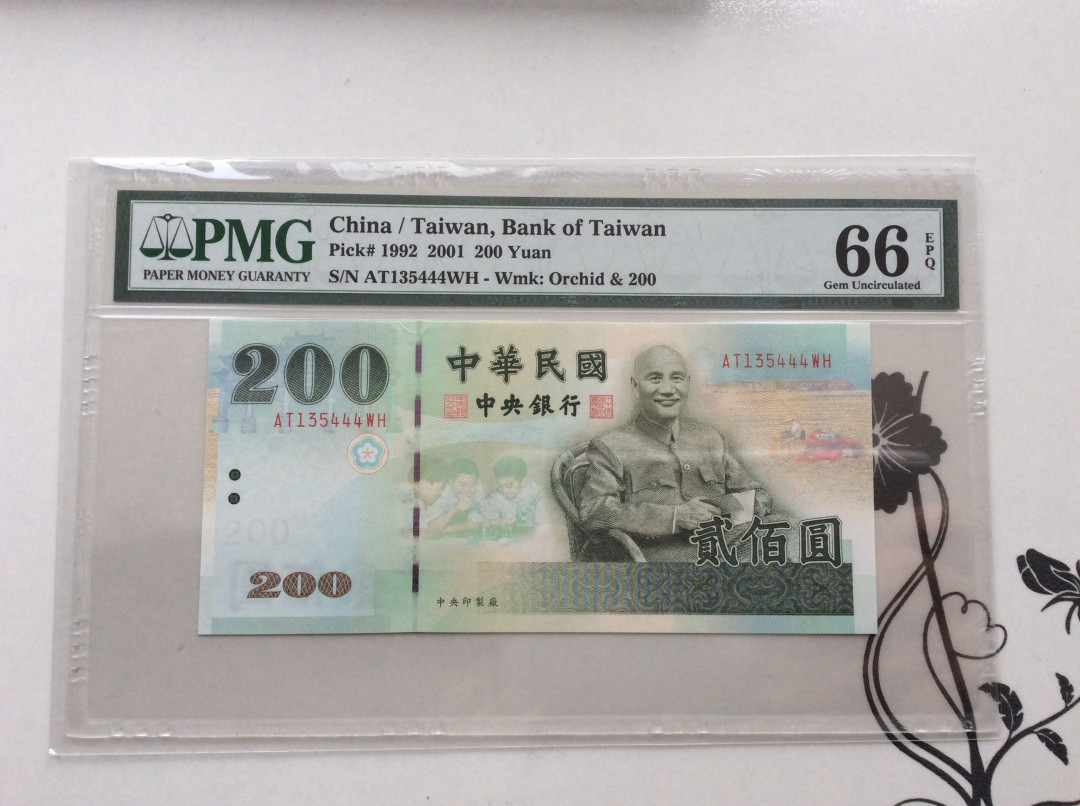 PMG
PAPER MONEY GUARANTY
China / Taiwan, Bank of Taiwan
Pick# 1992 2001 200 Yuan
S/N AT135444WH - Wmk: Orchid & 200
66
EPQ
Gem Uncirculated
200
AT135444WH
中華民國
中央銀行
AT135444WH
200
200
貳佰圓
中央印製廠